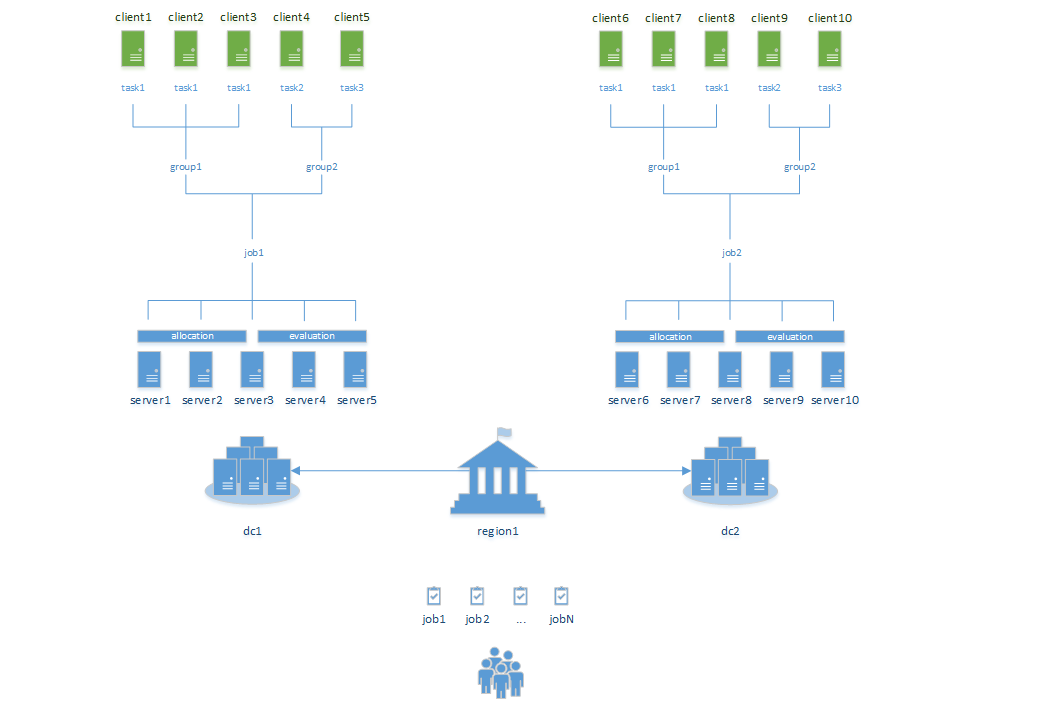 client1 client2 client3 client4 client5 client6 client7 client8 client9 client10
task1 task1 task1 task2 task3 task1 task1 task1 task2 task3
group1 group2 group1 group2
job1 job2
allocation evaluation allocation evaluation
server1 server2 server3 server4 server5 server6 server7 server8 server9 server10
dc1 region1 dc2
job1 job2 ... jobN